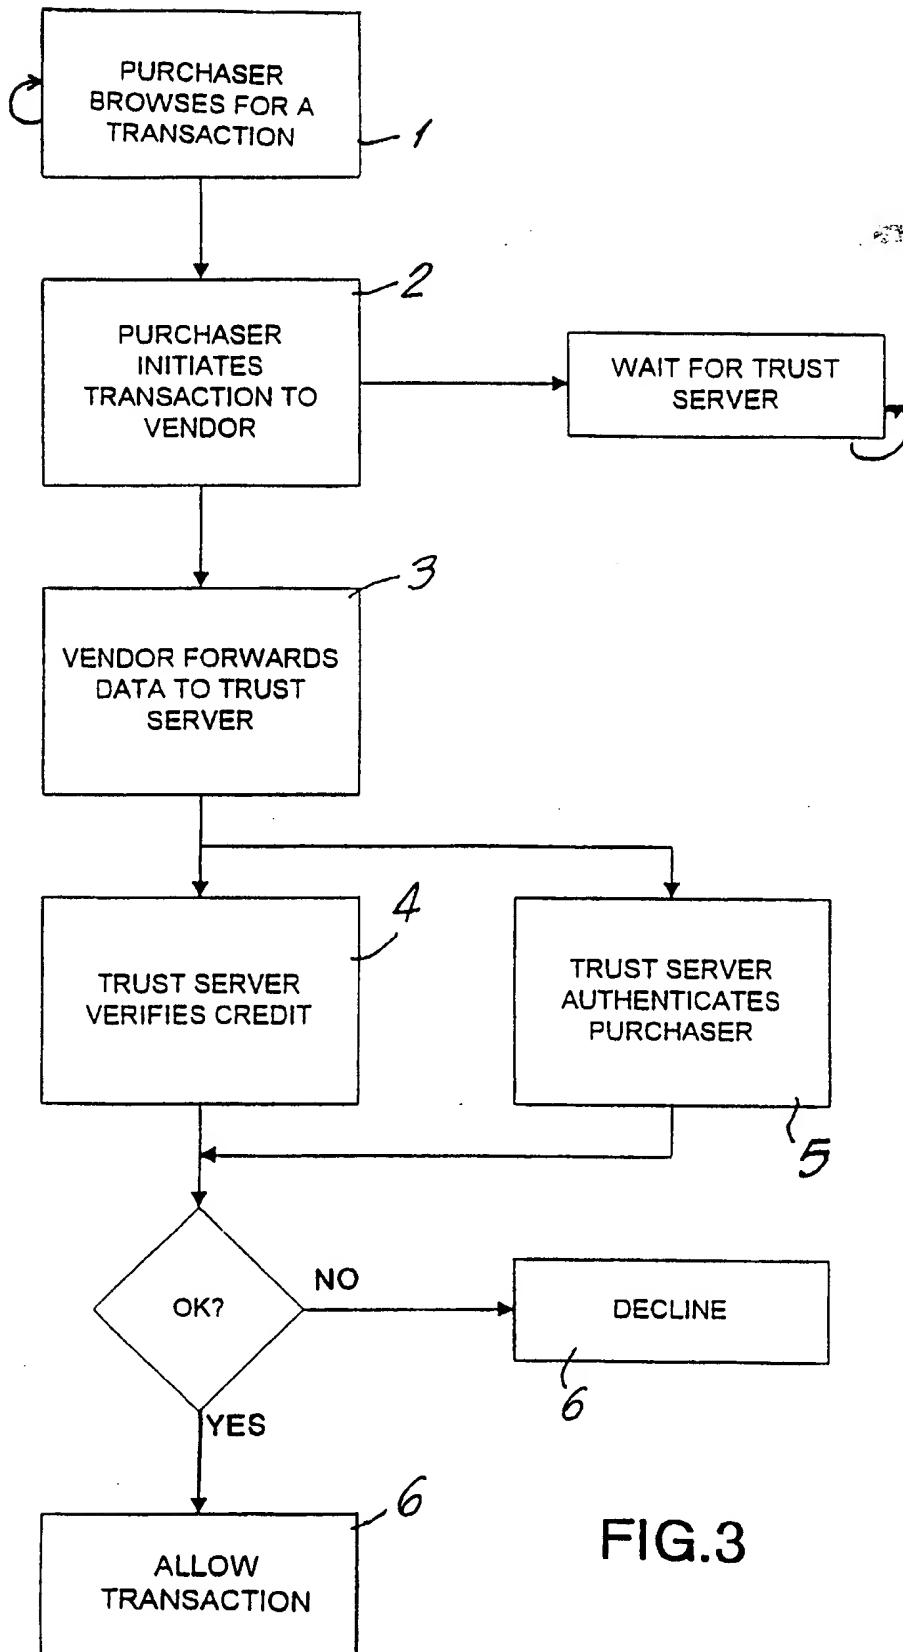 PURCHASER
BROWSES FOR A
TRANSACTION
1
2
PURCHASER
INITIATES
TRANSACTION TO
VENDOR
WAIT FOR TRUST
SERVER
3
VENDOR FORWARDS
DATA TO TRUST
SERVER
4
TRUST SERVER
VERIFIES CREDIT
TRUST SERVER
AUTHENTICATES
PURCHASER
5
OK?
NO
DECLINE
6
YES
6
ALLOW
TRANSACTION
FIG.3